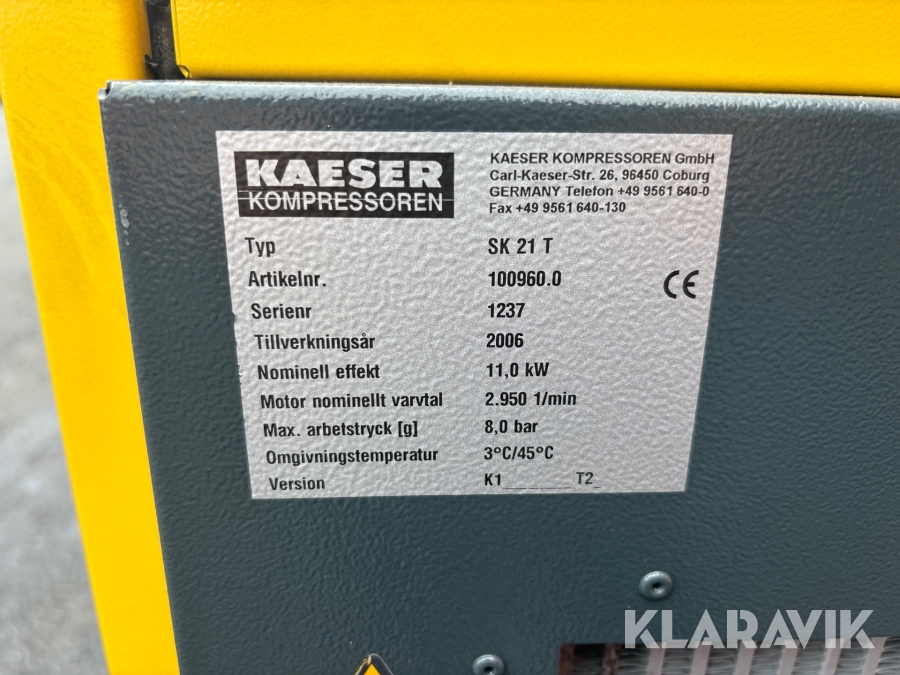 KAESER
KOMPRESSOREN
KAESER KOMPRESSOREN GmbH
Carl-Kaeser-Str. 26, 96450 Coburg
GERMANY Telefon +49 9561 640-0
Fax +49 9561 640-130
Typ SK 21 T
Artikelnr. 100960.0
CE
Serienr 1237
Tillverkningsår 2006
Nominell effekt 11,0 kW
Motor nominellt varvtal 2.950 1/min
Max. arbetstryck [g] 8,0 bar
Omgivningstemperatur 3°C/45°C
Version K1_______T2_
KLARAVIK